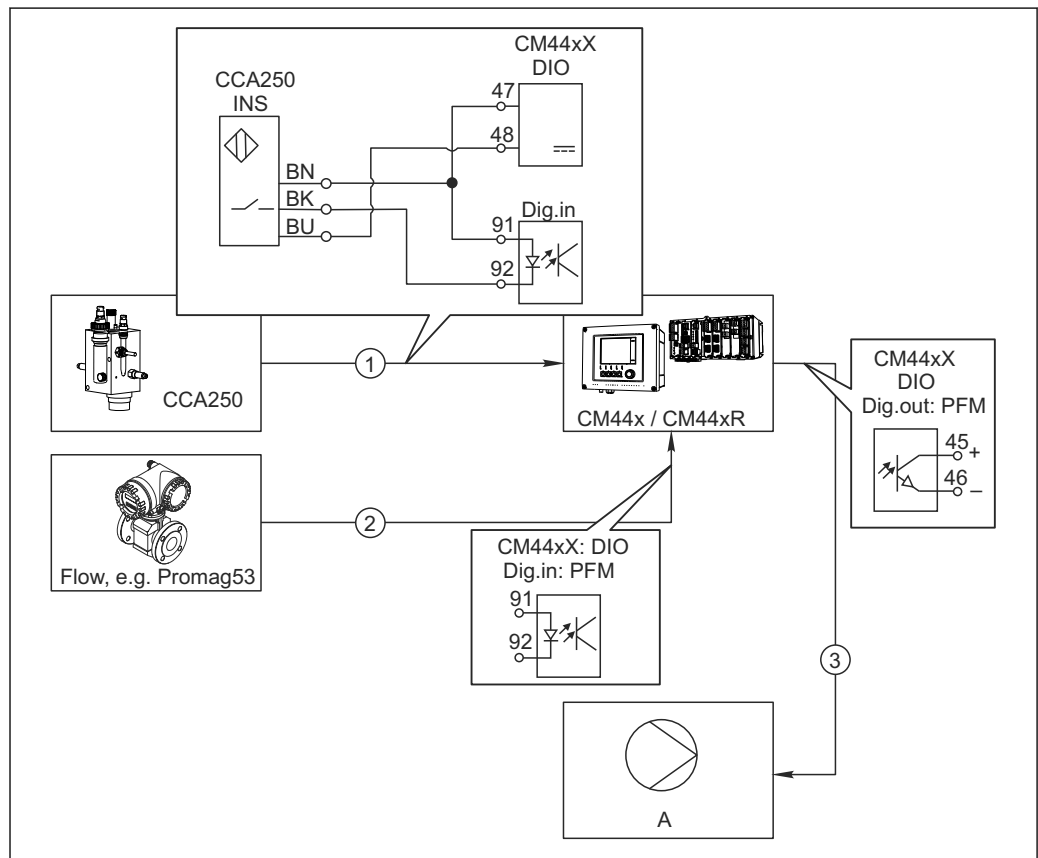 CM44xX
DIO
CCA250
INS
47
48
BN
BK
BU
Dig.in
91
92
CCA250
1
CM44x / CM44xR
CM44xX
DIO
Dig.out: PFM
45
+
46
–
Flow, e.g. Promag53
2
CM44xX: DIO
Dig.in: PFM
91
92
3
A